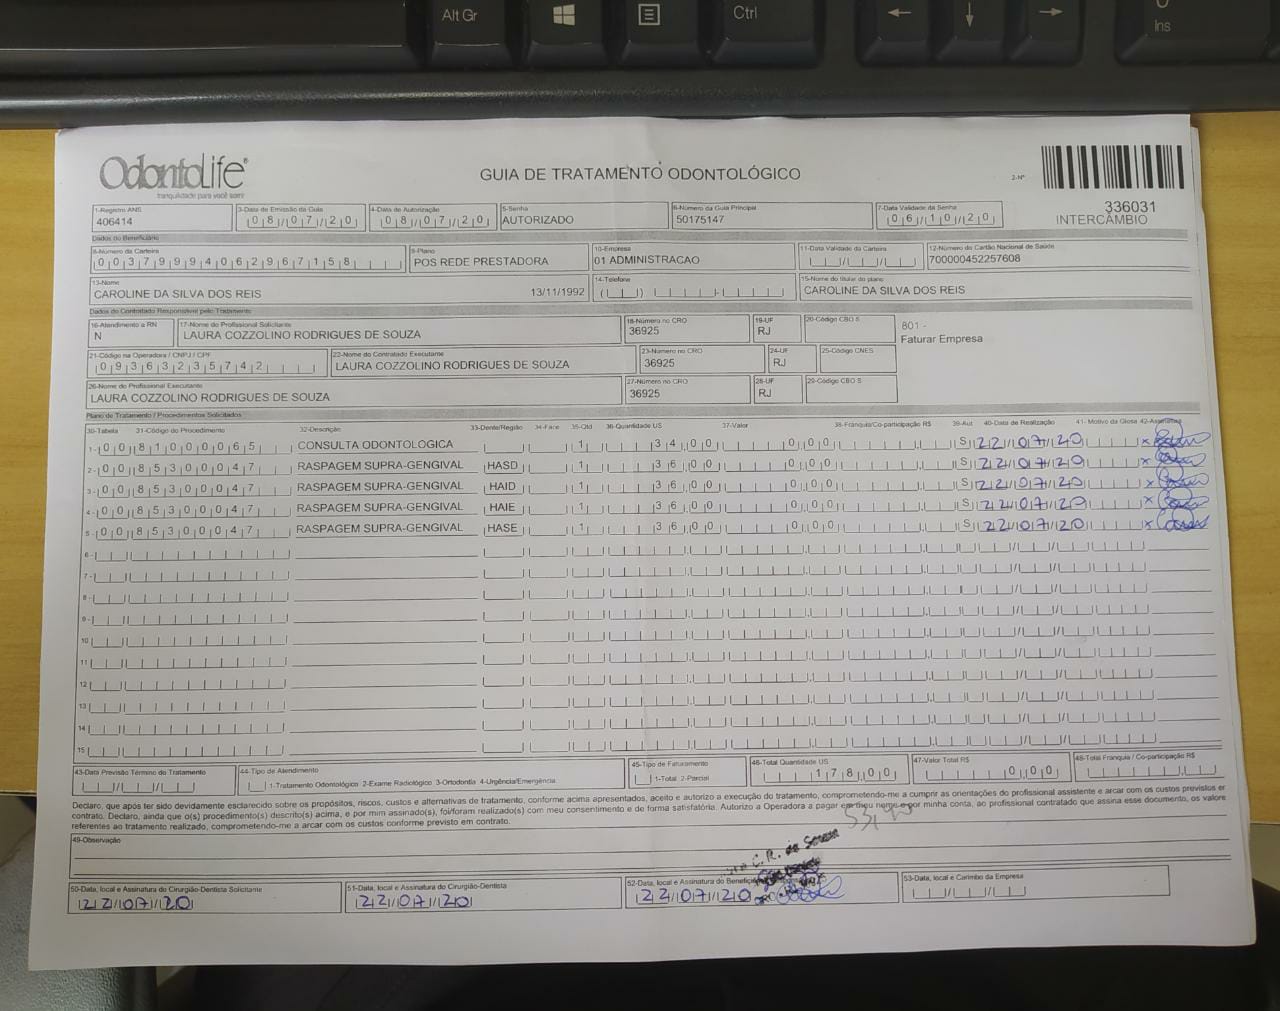 Alt Gr
Ctrl
Ins
OdontoLife®
tranquilidade para você sorrir
GUIA DE TRATAMENTO ODONTOLÓGICO
2-Nº
336031
INTERCÂMBIO
1-Registro ANS
406414
3-Data de Emissão da Guia
08/07/20
4-Data de Autorização
08/07/20
5-Senha
AUTORIZADO
6-Número da Guia Principal
50175147
7-Data Validade da Senha
06/10/20
Dados do Beneficiário
8-Número da Carteira
00379994062967158
9-Plano
POS REDE PRESTADORA
10-Empresa
01 ADMINISTRACAO
11-Data Validade da Carteira
12-Número do Cartão Nacional de Saúde
700000452257608
13-Nome
CAROLINE DA SILVA DOS REIS 13/11/1992
14-Telefone
15-Nome do titular do plano
CAROLINE DA SILVA DOS REIS
Dados do Contratado Responsável pelo Tratamento
16-Atendimento a RN
N
17-Nome do Profissional Solicitante
LAURA COZZOLINO RODRIGUES DE SOUZA
18-Número no CRO
36925
19-UF
RJ
20-Código CBO S
801 -
Faturar Empresa
21-Código na Operadora / CNPJ / CPF
09363235742
22-Nome do Contratado Executante
LAURA COZZOLINO RODRIGUES DE SOUZA
23-Número no CRO
36925
24-UF
RJ
25-Código CNES
26-Nome do Profissional Executante
LAURA COZZOLINO RODRIGUES DE SOUZA
27-Número no CRO
36925
28-UF
RJ
29-Código CBO S
Plano de Tratamento / Procedimentos Solicitados
30-Tabela 31-Código do Procedimento 32-Descrição 33-Dente/Região 34-Face 35-Qtd 36-Quantidade US 37-Valor 38-Franquia/Co-participação R$ 39-Aut 40-Data de Realização 41- Motivo da Glosa 42-Assinatura
1- 00 81000065 CONSULTA ODONTOLÓGICA 1 34,00 0,00 S 22/07/20 x
2- 00 85300047 RASPAGEM SUPRA-GENGIVAL HASD 1 36,00 0,00 S 22/07/20 x
3- 00 85300047 RASPAGEM SUPRA-GENGIVAL HAID 1 36,00 0,00 S 22/07/20 x
4- 00 85300047 RASPAGEM SUPRA-GENGIVAL HAIE 1 36,00 0,00 S 22/07/20 x
5- 00 85300047 RASPAGEM SUPRA-GENGIVAL HASE 1 36,00 0,00 S 22/07/20 x
6-
7-
8-
9-
10
11
12
13
14
15
43-Data Previsão Término do Tratamento
44-Tipo de Atendimento
1-Tratamento Odontológico 2-Exame Radiológico 3-Ortodontia 4-Urgência/Emergência
45-Tipo de Faturamento
1-Total 2-Parcial
46-Total Quantidade US
178,00
47-Valor Total R$
0,00
48-Total Franquia / Co-participação R$
Declaro, que após ter sido devidamente esclarecido sobre os propósitos, riscos, custos e alternativas de tratamento, conforme acima apresentados, aceito e autorizo a execução do tratamento, comprometendo-me a cumprir as orientações do profissional assistente e arcar com os custos previstos er
contrato. Declaro, ainda que o(s) procedimento(s) descrito(s) acima, e por mim assinado(s), foi/foram realizado(s) com meu consentimento e de forma satisfatória. Autorizo a Operadora a pagar em meu nome e por minha conta, ao profissional contratado que assina esse documento, os valore
referentes ao tratamento realizado, comprometendo-me a arcar com os custos conforme previsto em contrato.
53,40
49-Observação
C. R. de Souza
50-Data, local e Assinatura do Cirurgião-Dentista Solicitante
22/07/20
51-Data, local e Assinatura do Cirurgião-Dentista
22/07/20
52-Data, local e Assinatura do Benefici
22/07/20
53-Data, local e Carimbo da Empresa